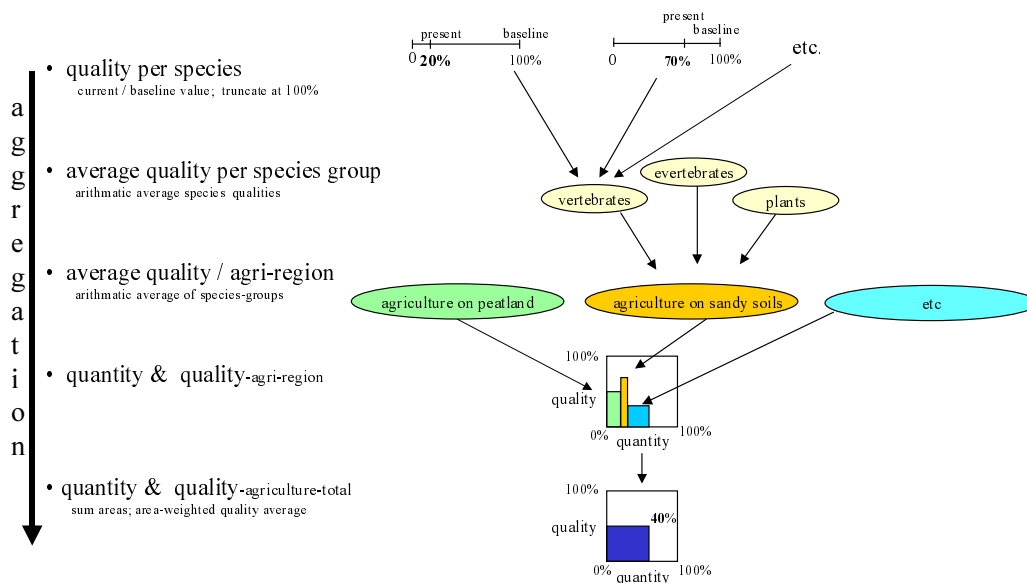 aggregation
• quality per species
current / baseline value; truncate at 100%
• average quality per species group
arithmatic average species qualities
• average quality / agri-region
arithmatic average of species-groups
• quantity & quality-agri-region
• quantity & quality-agriculture-total
sum areas; area-weighted quality average
present baseline
0 20% 100%
present
baseline
0 70% 100%
etc.
vertebrates
evertebrates
plants
agriculture on peatland
agriculture on sandy soils
etc
100%
quality
0% 100%
quantity
100%
40%
quality
0% 100%
quantity